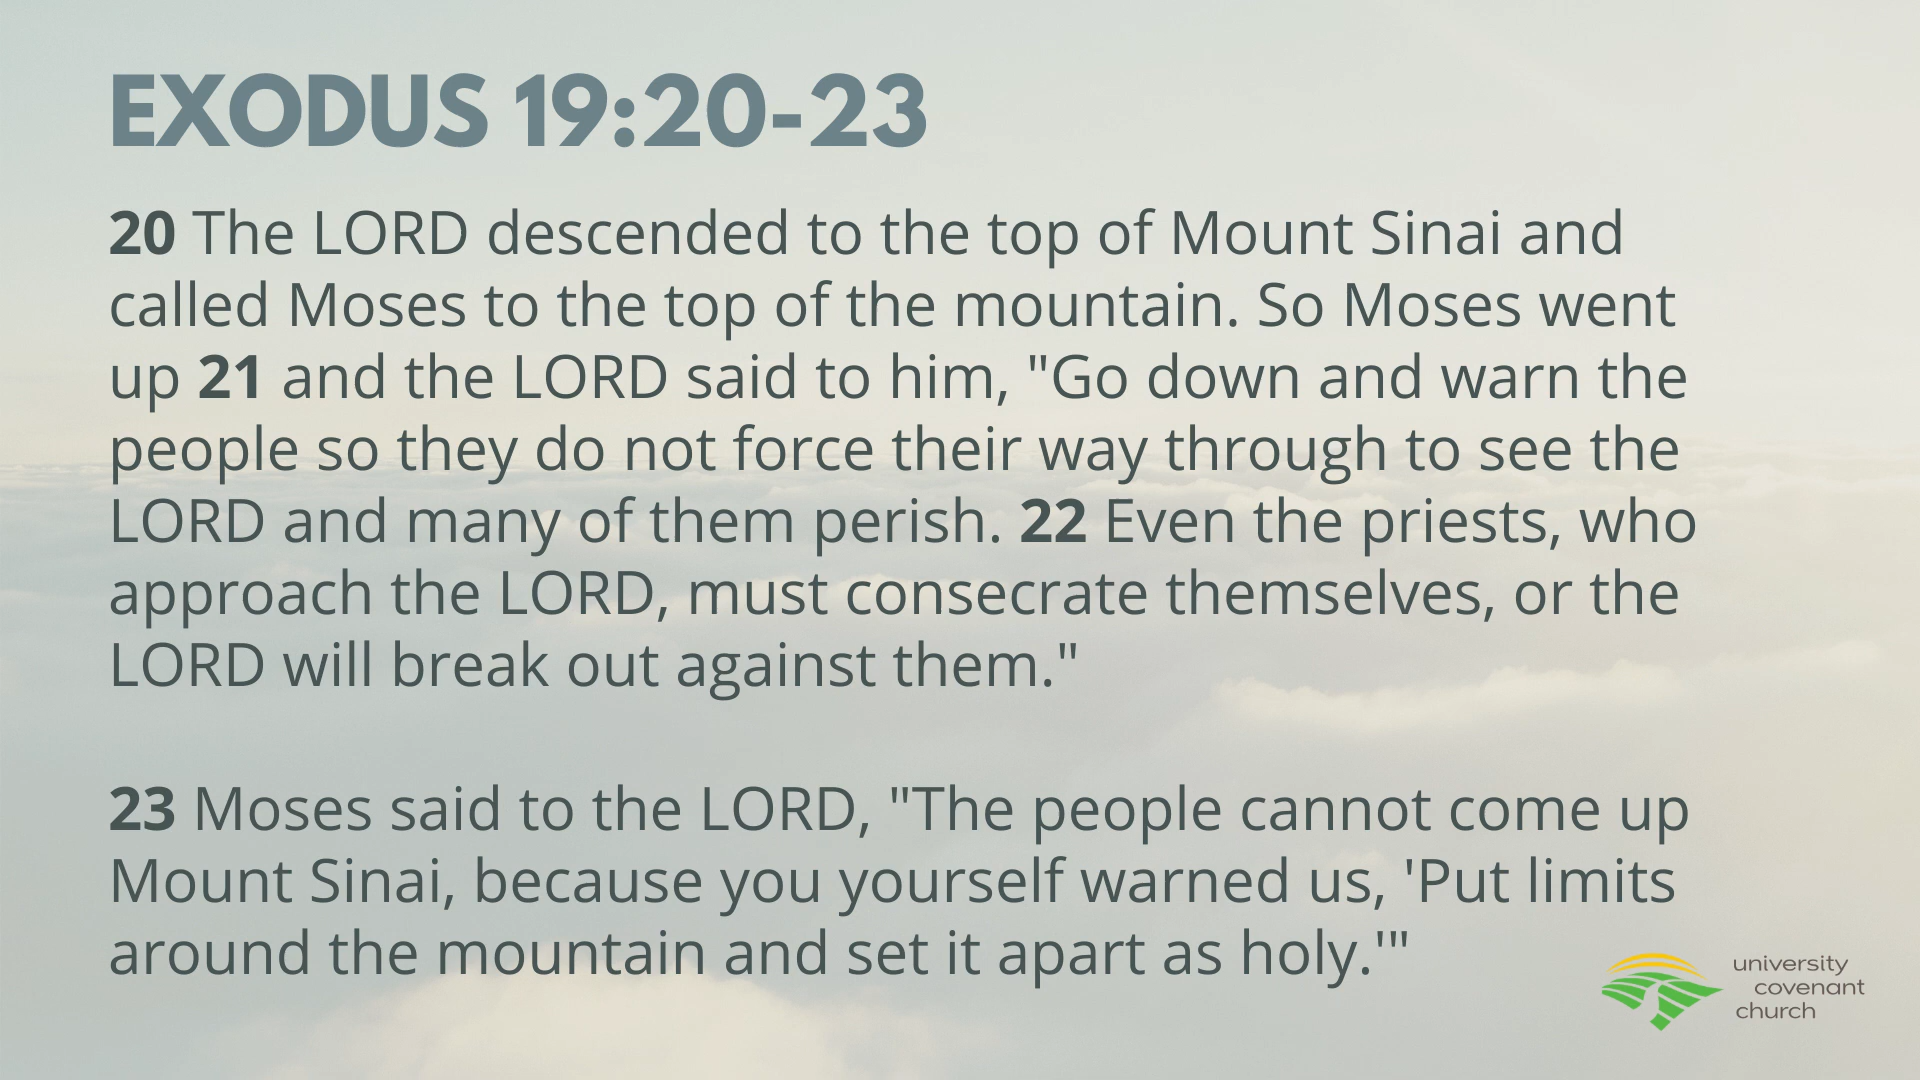 EXODUS 19:20-23
20 The LORD descended to the top of Mount Sinai and
called Moses to the top of the mountain. So Moses went
up 21 and the LORD said to him, "Go down and warn the
people so they do not force their way through to see the
LORD and many of them perish. 22 Even the priests, who
approach the LORD, must consecrate themselves, or the
LORD will break out against them."
23 Moses said to the LORD, "The people cannot come up
Mount Sinai, because you yourself warned us, 'Put limits
around the mountain and set it apart as holy.'"
university
covenant
church